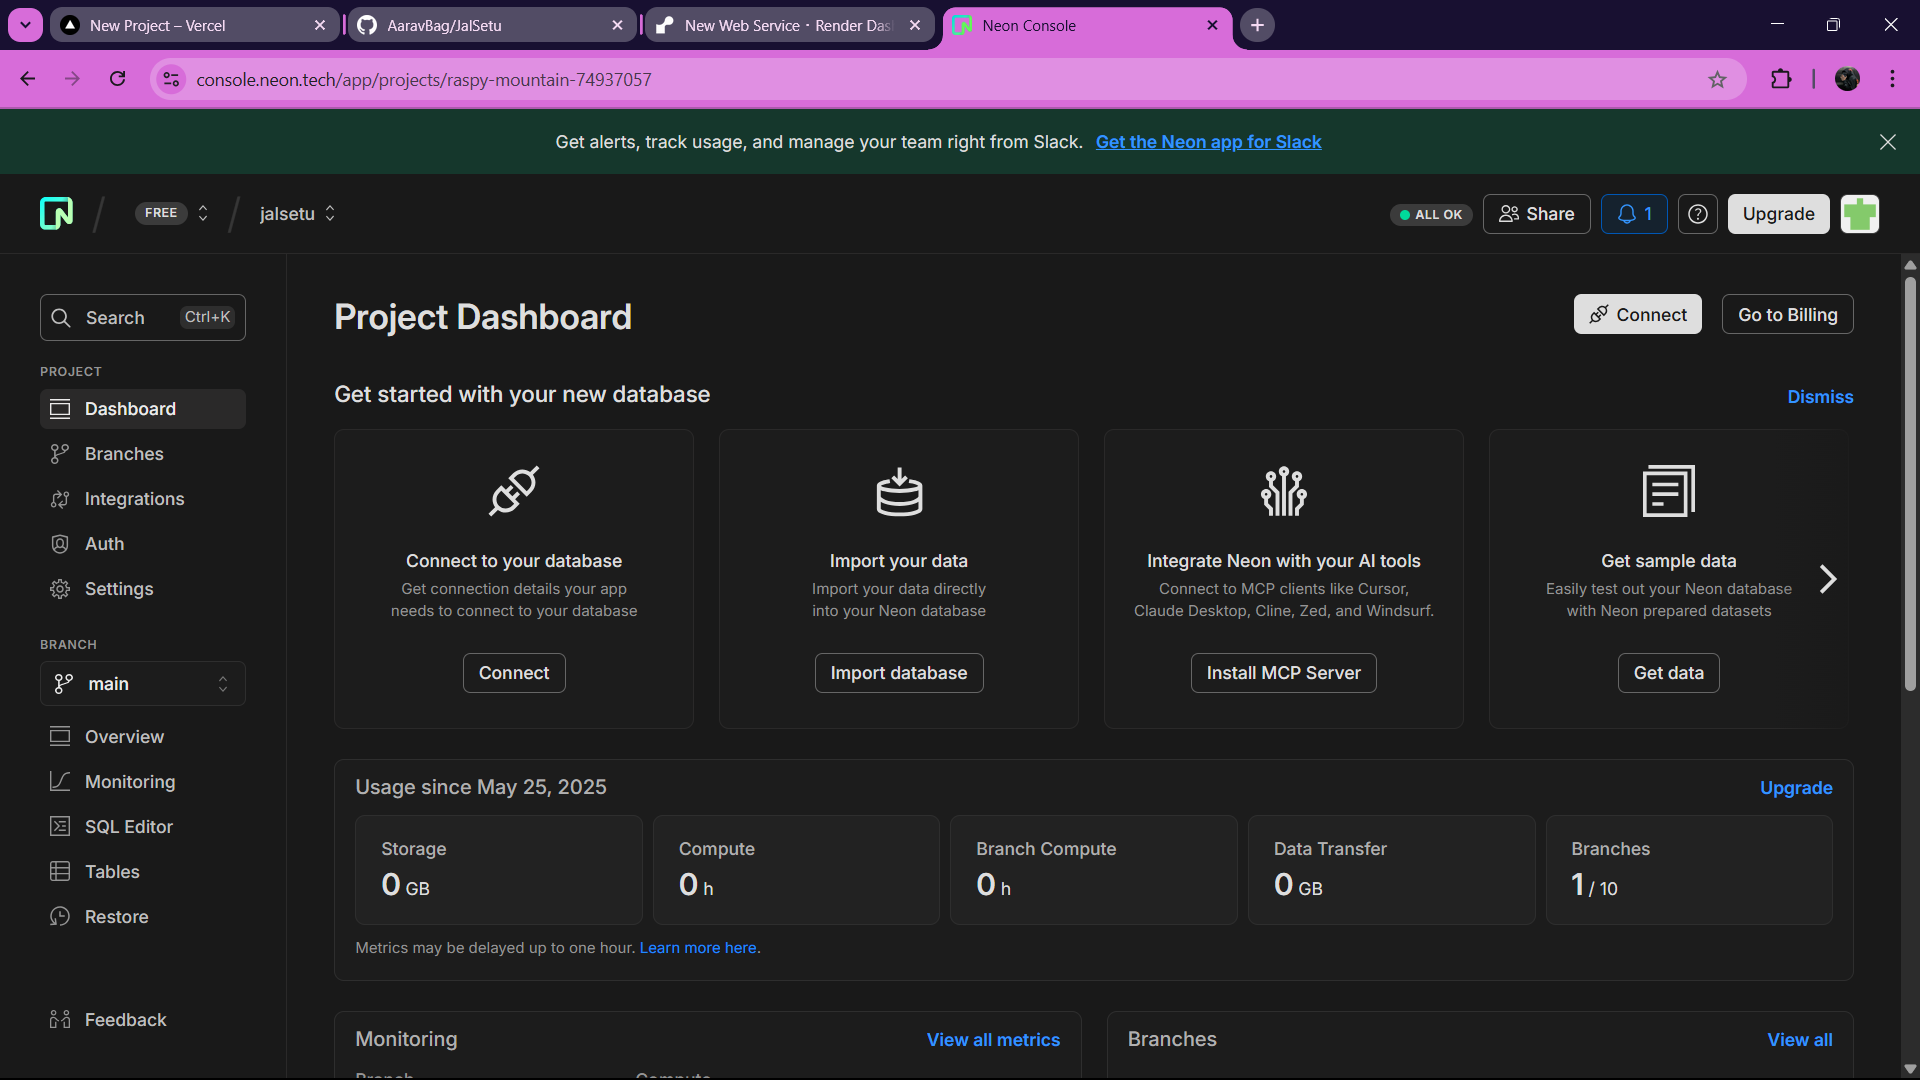 New Project – Vercel
AaravBag/JalSetu
New Web Service · Render Das
Neon Console
console.neon.tech/app/projects/raspy-mountain-74937057
Get alerts, track usage, and manage your team right from Slack. Get the Neon app for Slack
FREE
jalsetu
ALL OK
Share
1
Upgrade
Search
Ctrl+K
PROJECT
Dashboard
Branches
Integrations
Auth
Settings
BRANCH
main
Overview
Monitoring
SQL Editor
Tables
Restore
Feedback
Project Dashboard
Connect
Go to Billing
Get started with your new database
Dismiss
Connect to your database
Get connection details your app
needs to connect to your database
Connect
Import your data
Import your data directly
into your Neon database
Import database
Integrate Neon with your AI tools
Connect to MCP clients like Cursor,
Claude Desktop, Cline, Zed, and Windsurf.
Install MCP Server
Get sample data
Easily test out your Neon database
with Neon prepared datasets
Get data
Usage since May 25, 2025
Upgrade
Storage
0 GB
Compute
0 h
Branch Compute
0 h
Data Transfer
0 GB
Branches
1 / 10
Metrics may be delayed up to one hour. Learn more here.
Monitoring
View all metrics
Branches
View all